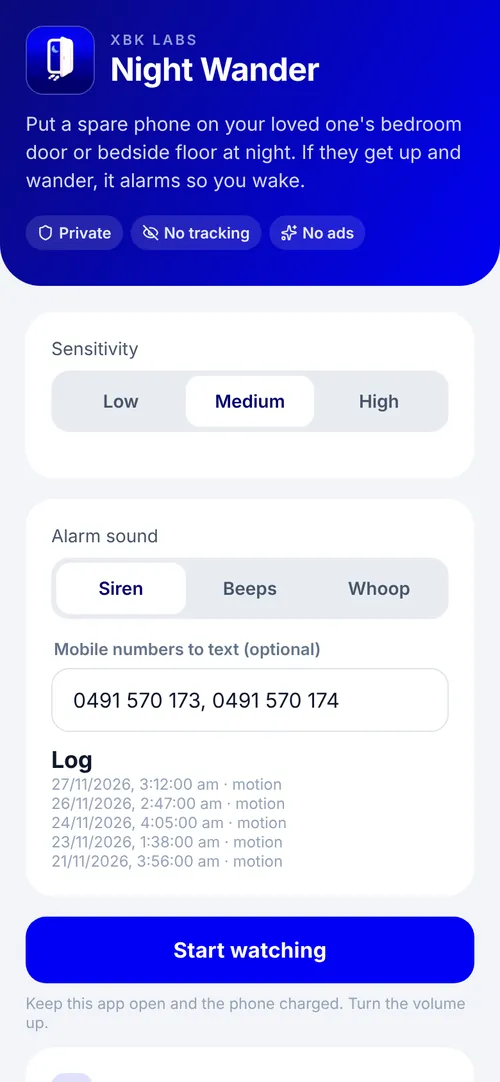 XBK LABS
Night Wander
Put a spare phone on your loved one's bedroom
door or bedside floor at night. If they get up and
wander, it alarms so you wake.
Private
No tracking
No ads
Sensitivity
Low
Medium
High
Alarm sound
Siren
Beeps
Whoop
Mobile numbers to text (optional)
0491 570 173, 0491 570 174
Log
27/11/2026, 3:12:00 am · motion
26/11/2026, 2:47:00 am · motion
24/11/2026, 4:05:00 am · motion
23/11/2026, 1:38:00 am · motion
21/11/2026, 3:56:00 am · motion
Start watching
Keep this app open and the phone charged. Turn the volume
up.